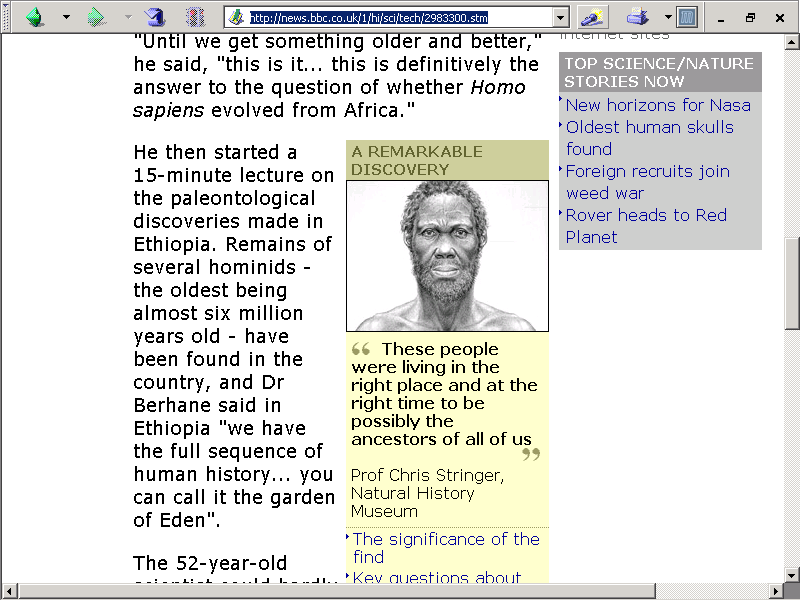 http://news.bbc.co.uk/1/hi/sci/tech/2983300.stm
"Until we get something older and better,"
he said, "this is it... this is definitively the
answer to the question of whether Homo
sapiens evolved from Africa."
He then started a
15-minute lecture on
the paleontological
discoveries made in
Ethiopia. Remains of
several hominids -
the oldest being
almost six million
years old - have
been found in the
country, and Dr
Berhane said in
Ethiopia "we have
the full sequence of
human history... you
can call it the garden
of Eden".
The 52-year-old
scientist could hardly
A REMARKABLE
DISCOVERY
“ These people
were living in the
right place and at the
right time to be
possibly the
ancestors of all of us
”
Prof Chris Stringer,
Natural History
Museum
The significance of the
find
Key questions about
Internet sites
TOP SCIENCE/NATURE
STORIES NOW
New horizons for Nasa
Oldest human skulls
found
Foreign recruits join
weed war
Rover heads to Red
Planet